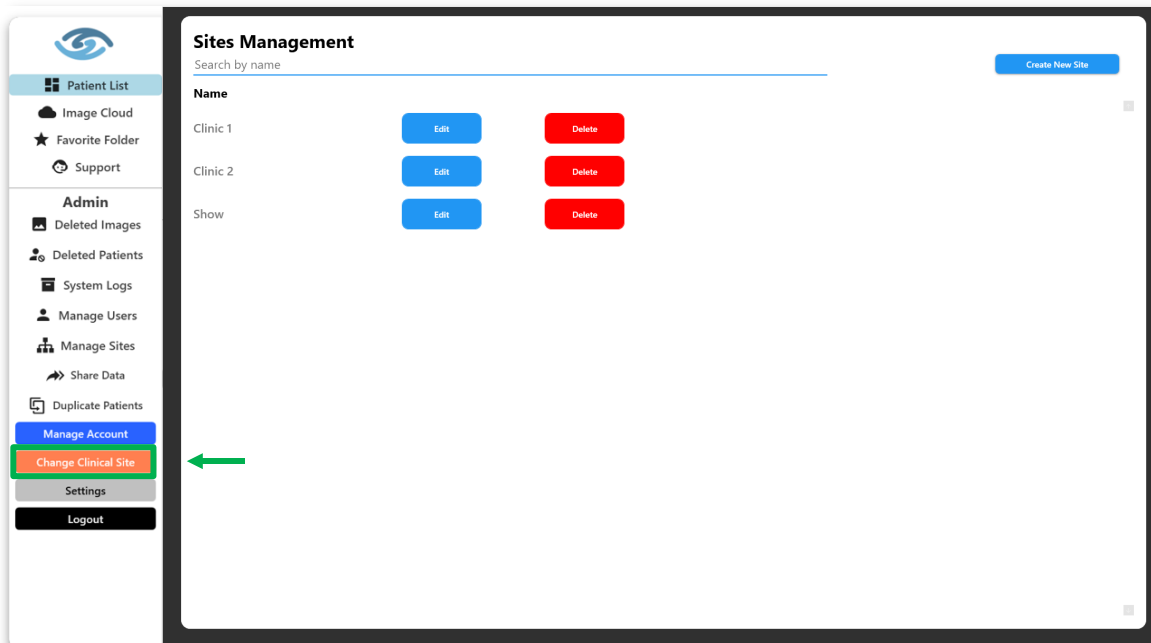 Patient List
Image Cloud
Favorite Folder
Support
Admin
Deleted Images
Deleted Patients
System Logs
Manage Users
Manage Sites
Share Data
Duplicate Patients
Manage Account
Change Clinical Site
Settings
Logout
Sites Management
Search by name
Create New Site
Name
Clinic 1 Edit Delete
Clinic 2 Edit Delete
Show Edit Delete